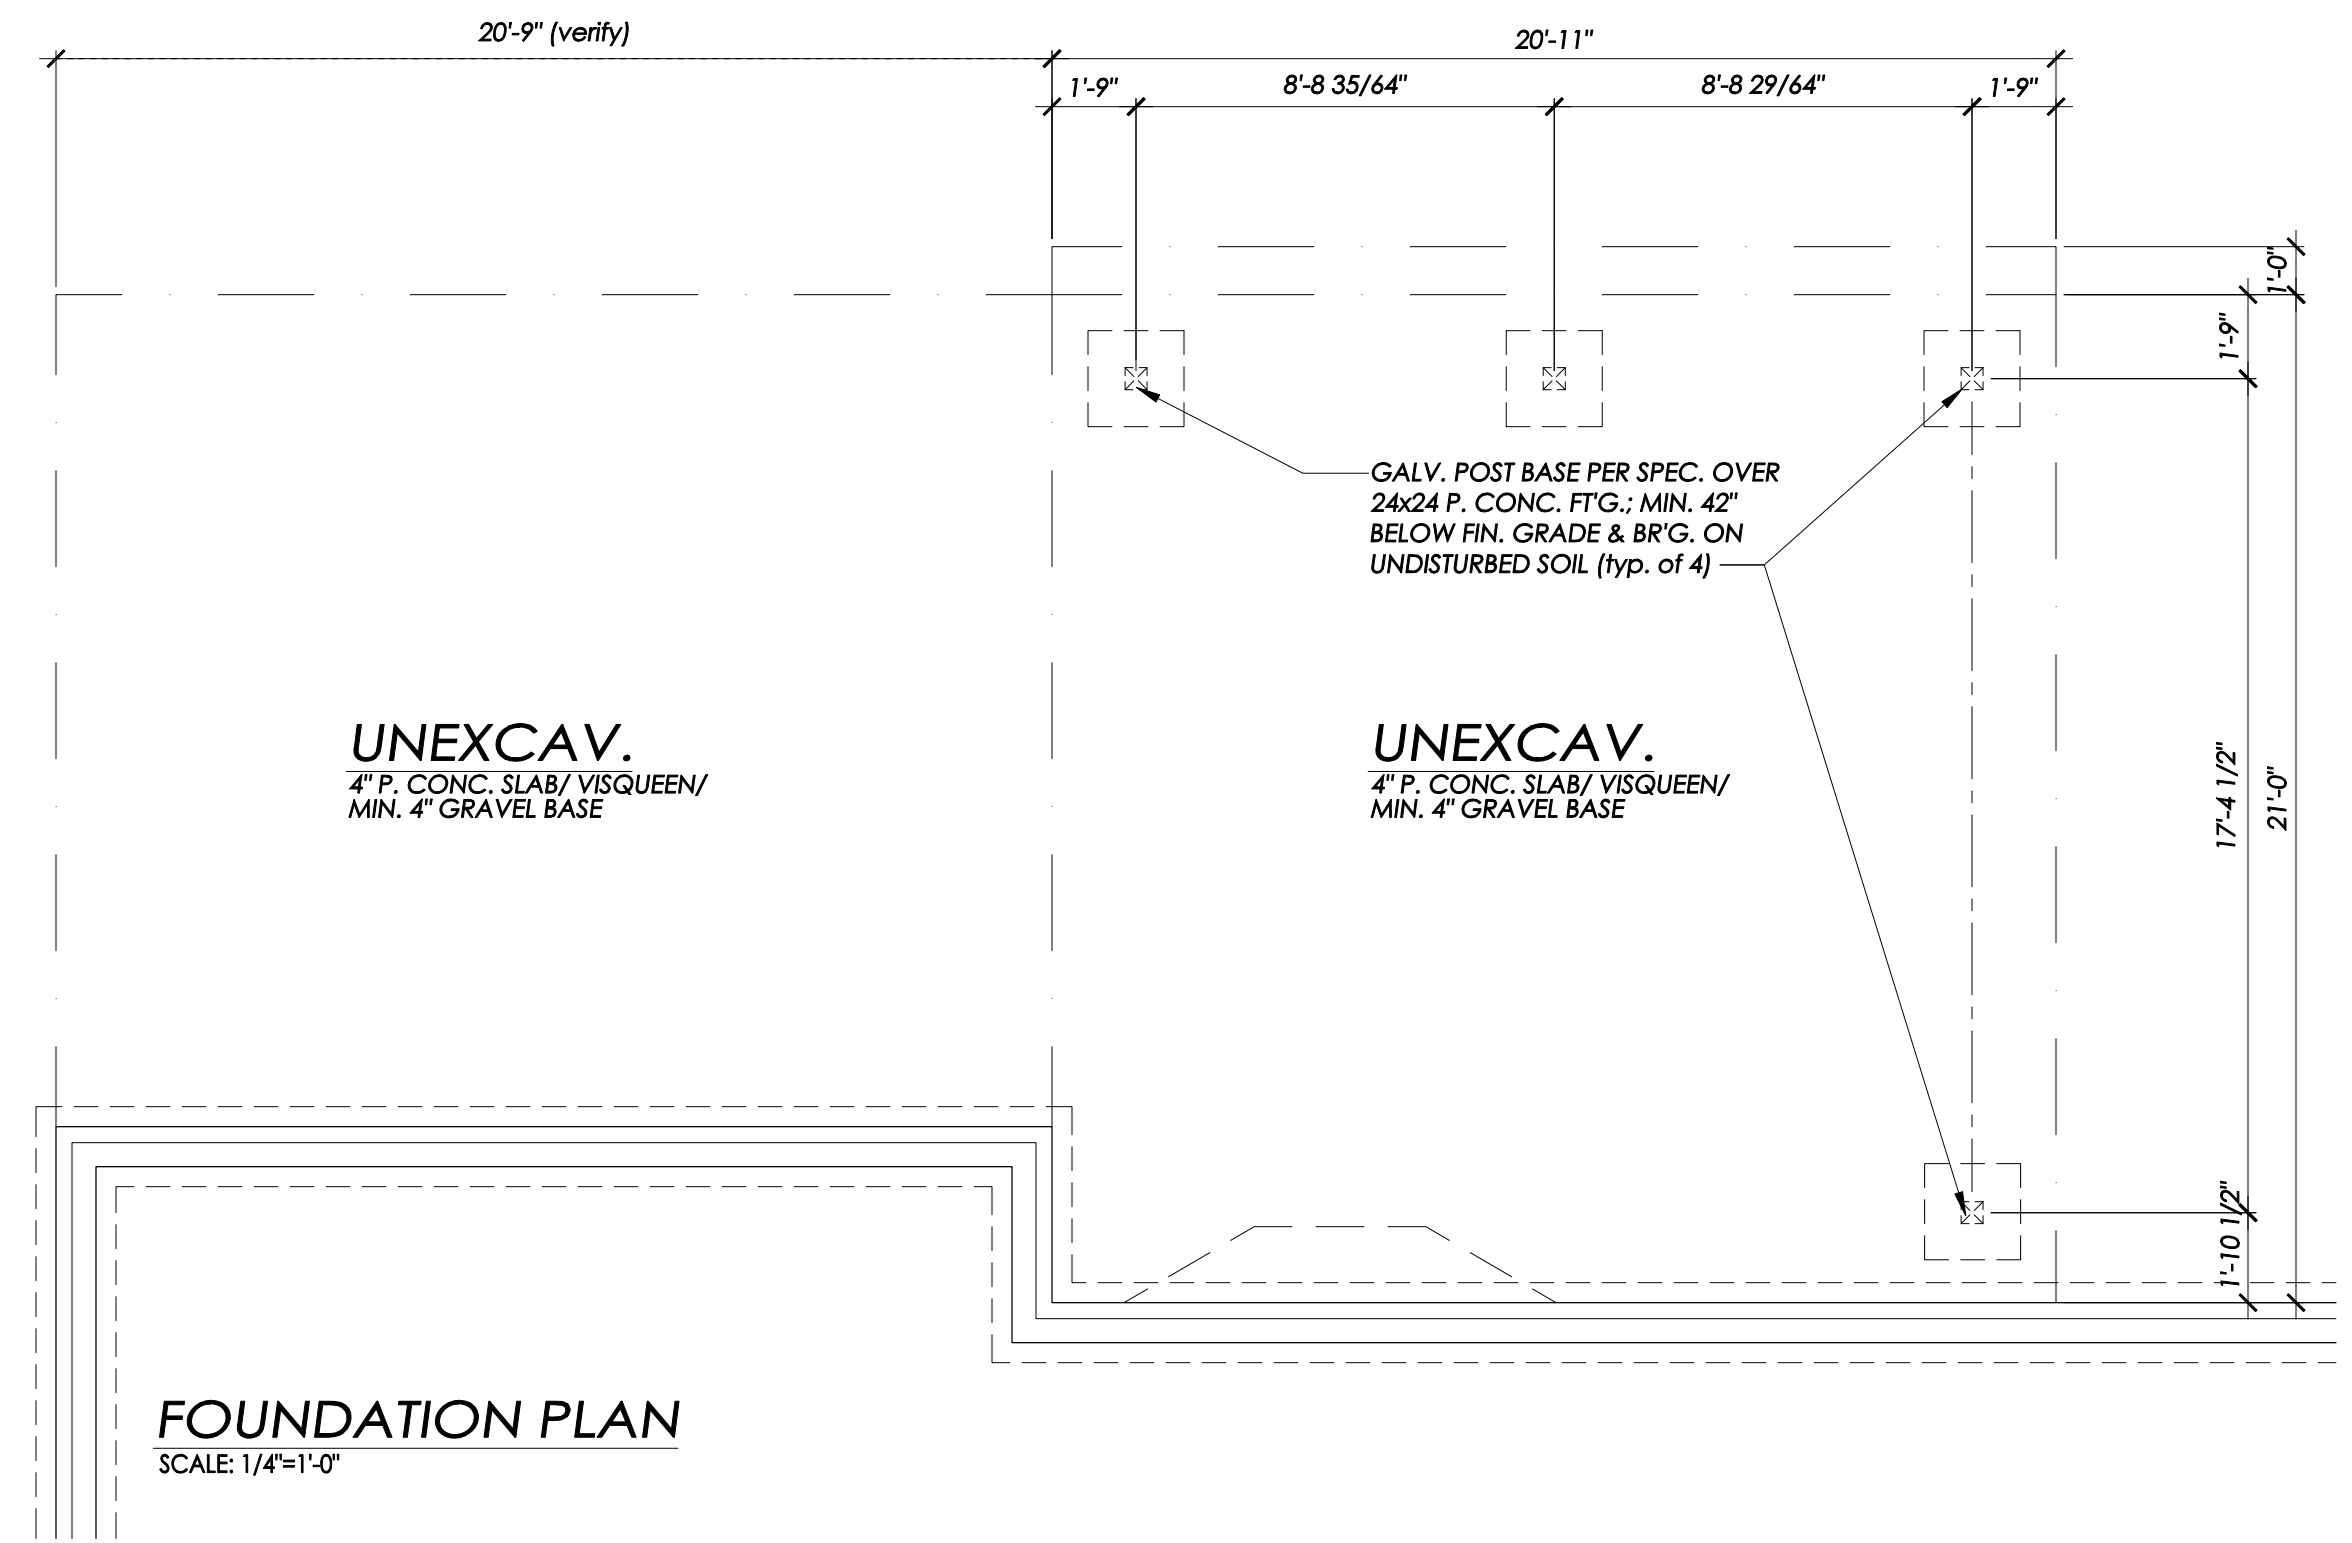 20'-9" (verify)
20'-11"
1'-9"
8'-8 35/64"
8'-8 29/64"
1'-9"
1'-0"
1'-9"
GALV. POST BASE PER SPEC. OVER
24x24 P. CONC. FT'G.; MIN. 42"
BELOW FIN. GRADE & BR'G. ON
UNDISTURBED SOIL (typ. of 4)
UNEXCAV.
4" P. CONC. SLAB/ VISQUEEN/
MIN. 4" GRAVEL BASE
UNEXCAV.
4" P. CONC. SLAB/ VISQUEEN/
MIN. 4" GRAVEL BASE
17'-4 1/2"
21'-0"
1'-10 1/2"
FOUNDATION PLAN
SCALE: 1/4"=1'-0"